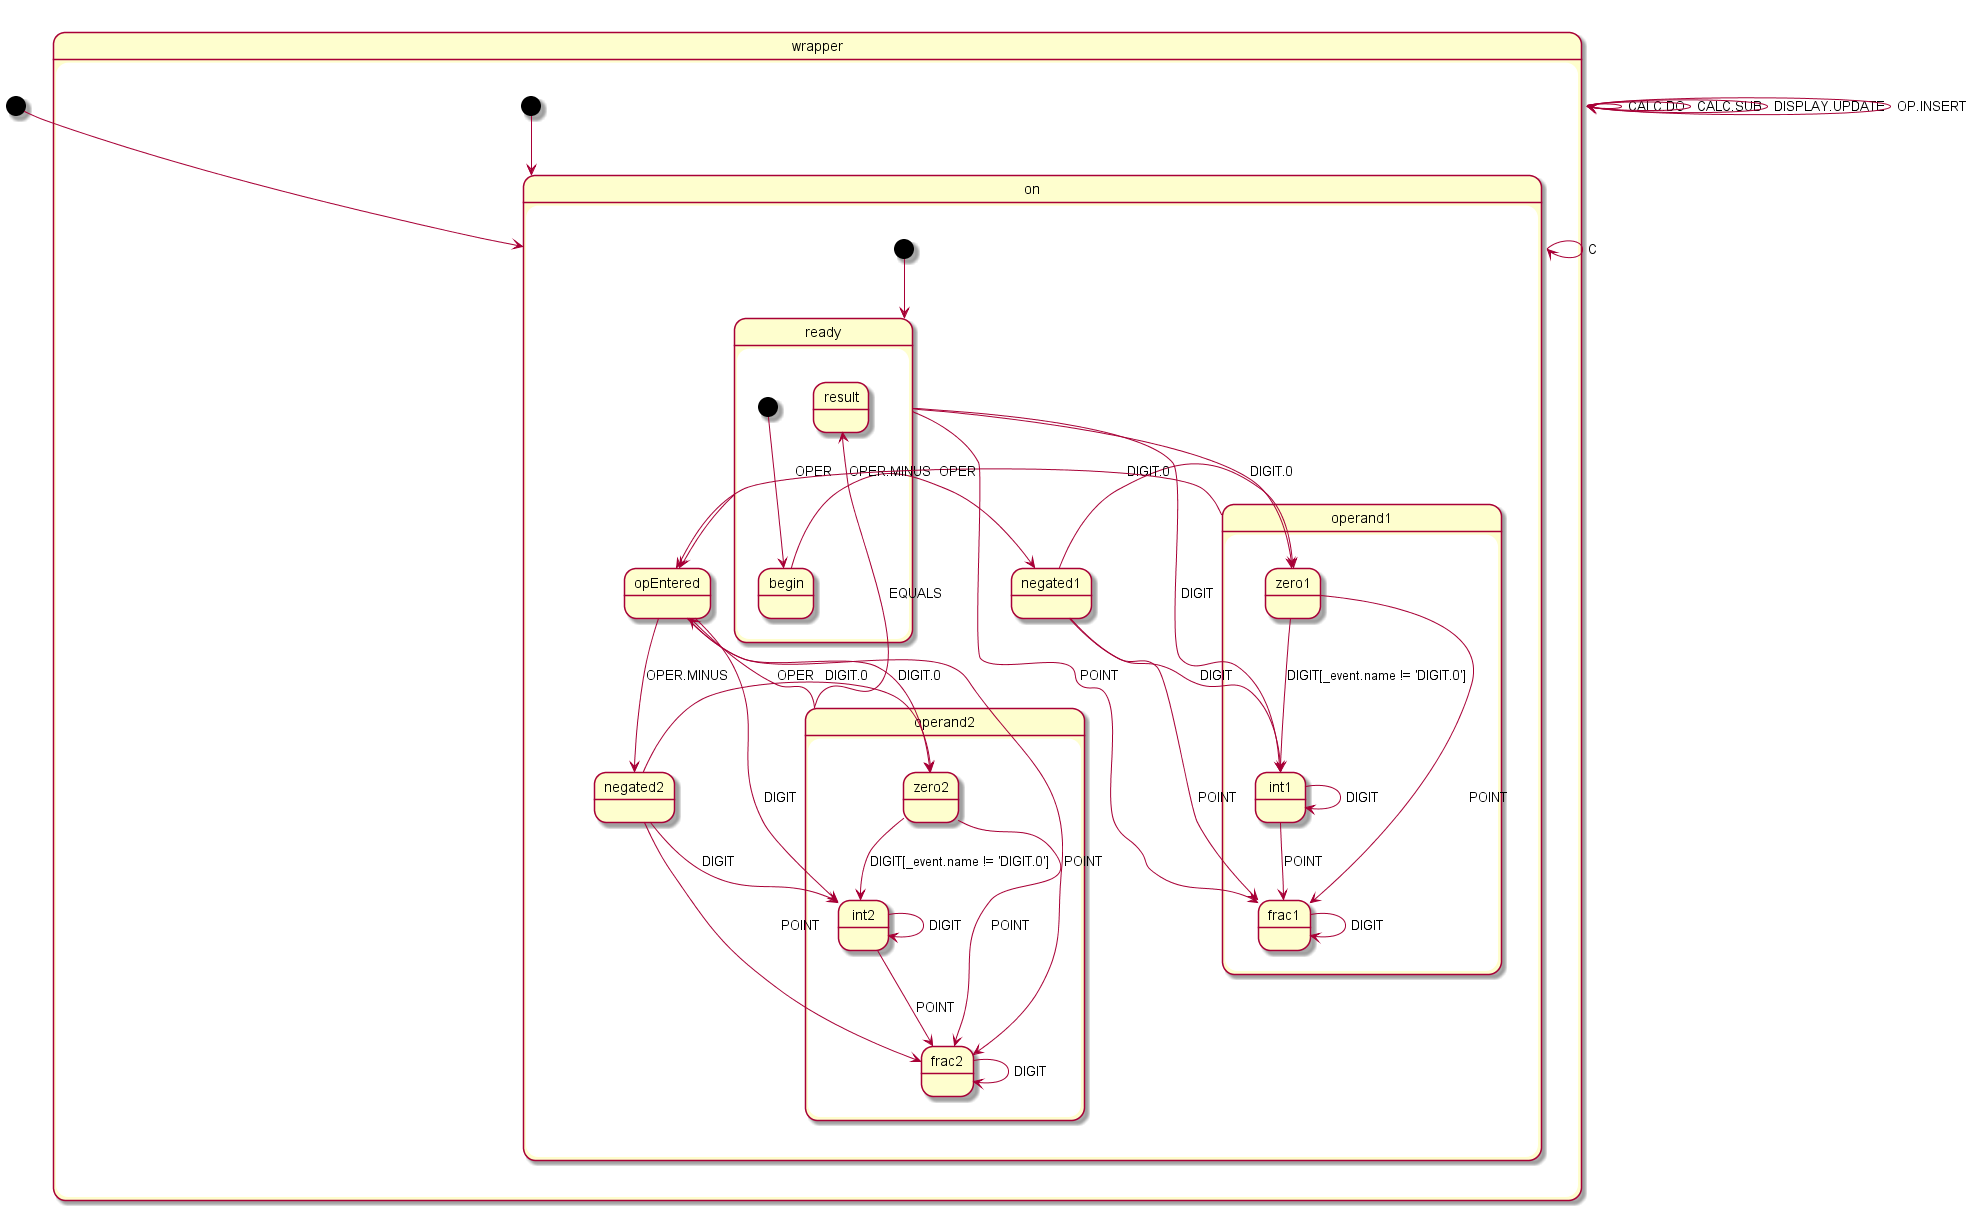 wrapper
CALC.DO
CALC.SUB
DISPLAY.UPDATE
OP.INSERT
on
C
ready
result
OPER
OPER.MINUS
OPER
DIGIT.0
DIGIT.0
operand1
opEntered
begin
negated1
zero1
EQUALS
DIGIT
OPER.MINUS
OPER
DIGIT.0
DIGIT.0
POINT
DIGIT
DIGIT[_event.name != 'DIGIT.0']
operand2
negated2
zero2
int1
DIGIT
DIGIT
POINT
POINT
DIGIT
DIGIT[_event.name != 'DIGIT.0']
POINT
POINT
int2
frac1
POINT
DIGIT
POINT
DIGIT
POINT
frac2
DIGIT